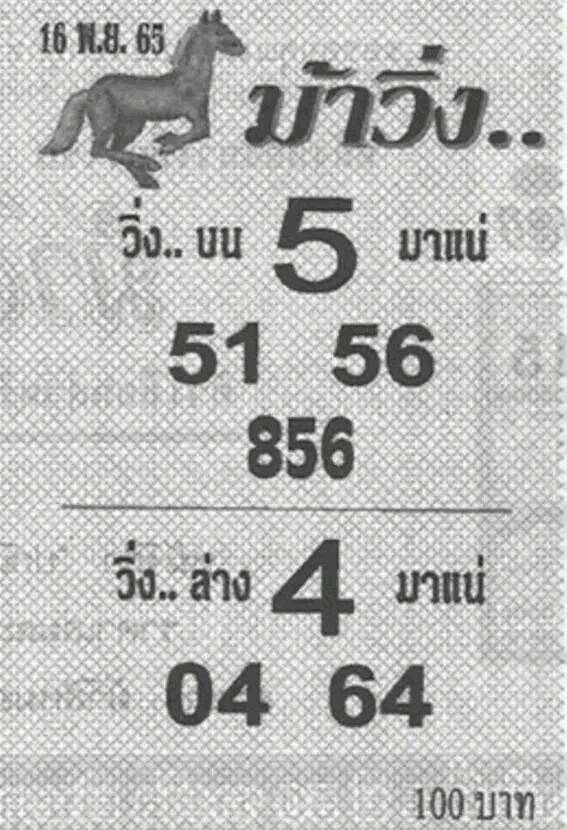 16 พ.ย. 65
ม้าวิ่ง..
วิ่ง.. บน 5 มาแน่
51 56
856
วิ่ง.. ล่าง 4 มาแน่
04 64
100 บาท